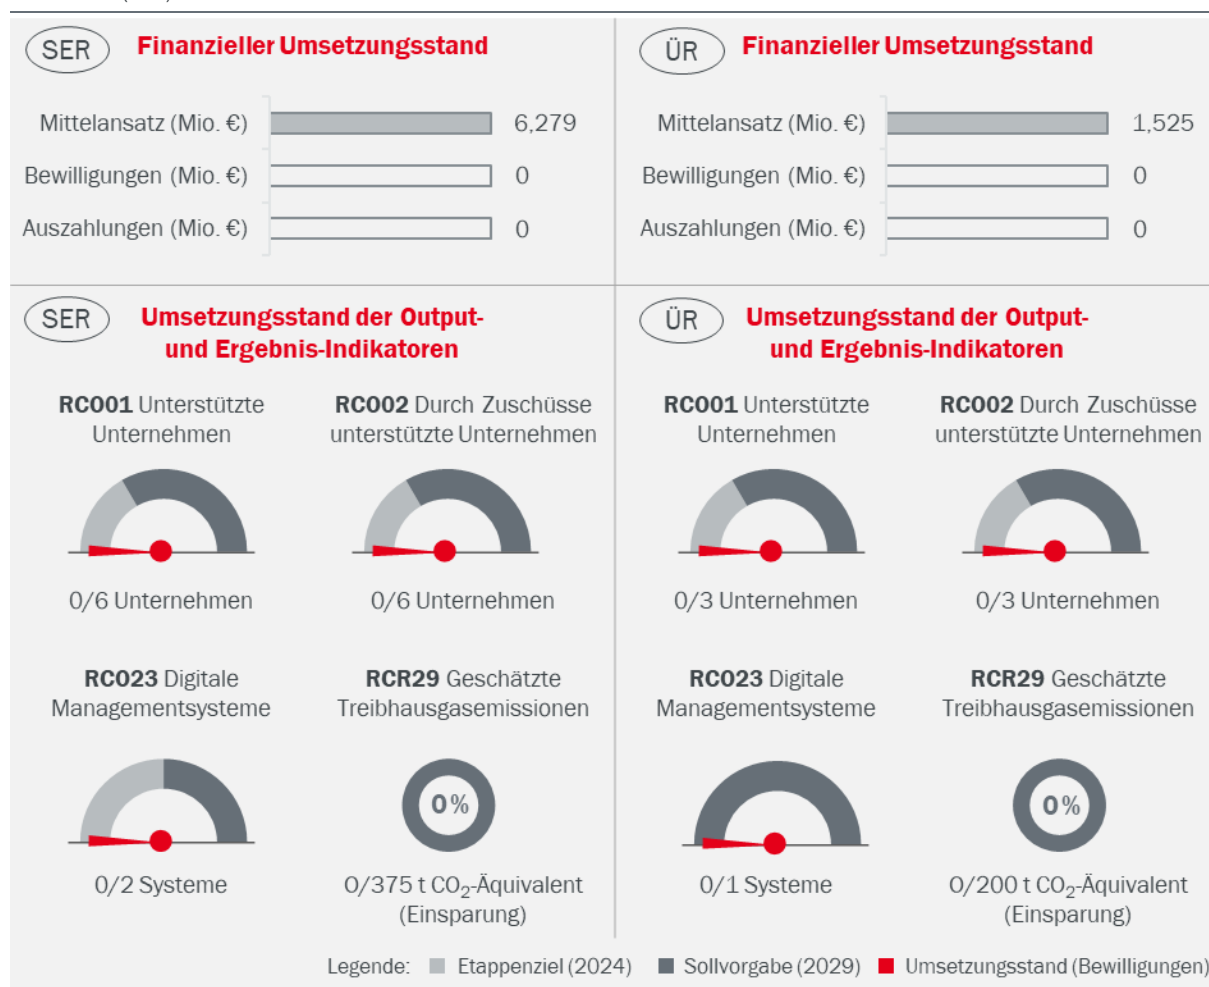 SER
Finanzieller Umsetzungsstand
Mittelansatz (Mio. €) 6,279
Bewilligungen (Mio. €) 0
Auszahlungen (Mio. €) 0
ÜR
Finanzieller Umsetzungsstand
Mittelansatz (Mio. €) 1,525
Bewilligungen (Mio. €) 0
Auszahlungen (Mio. €) 0
SER
Umsetzungsstand der Output-
und Ergebnis-Indikatoren
RCO01 Unterstützte
Unternehmen
0/6 Unternehmen
RCO02 Durch Zuschüsse
unterstützte Unternehmen
0/6 Unternehmen
RCO23 Digitale
Managementsysteme
0/2 Systeme
RCR29 Geschätzte
Treibhausgasemissionen
0%
0/375 t CO₂-Äquivalent
(Einsparung)
ÜR
Umsetzungsstand der Output-
und Ergebnis-Indikatoren
RCO01 Unterstützte
Unternehmen
0/3 Unternehmen
RCO02 Durch Zuschüsse
unterstützte Unternehmen
0/3 Unternehmen
RCO23 Digitale
Managementsysteme
0/1 Systeme
RCR29 Geschätzte
Treibhausgasemissionen
0%
0/200 t CO₂-Äquivalent
(Einsparung)
Legende: Etappenziel (2024) Sollvorgabe (2029) Umsetzungsstand (Bewilligungen)